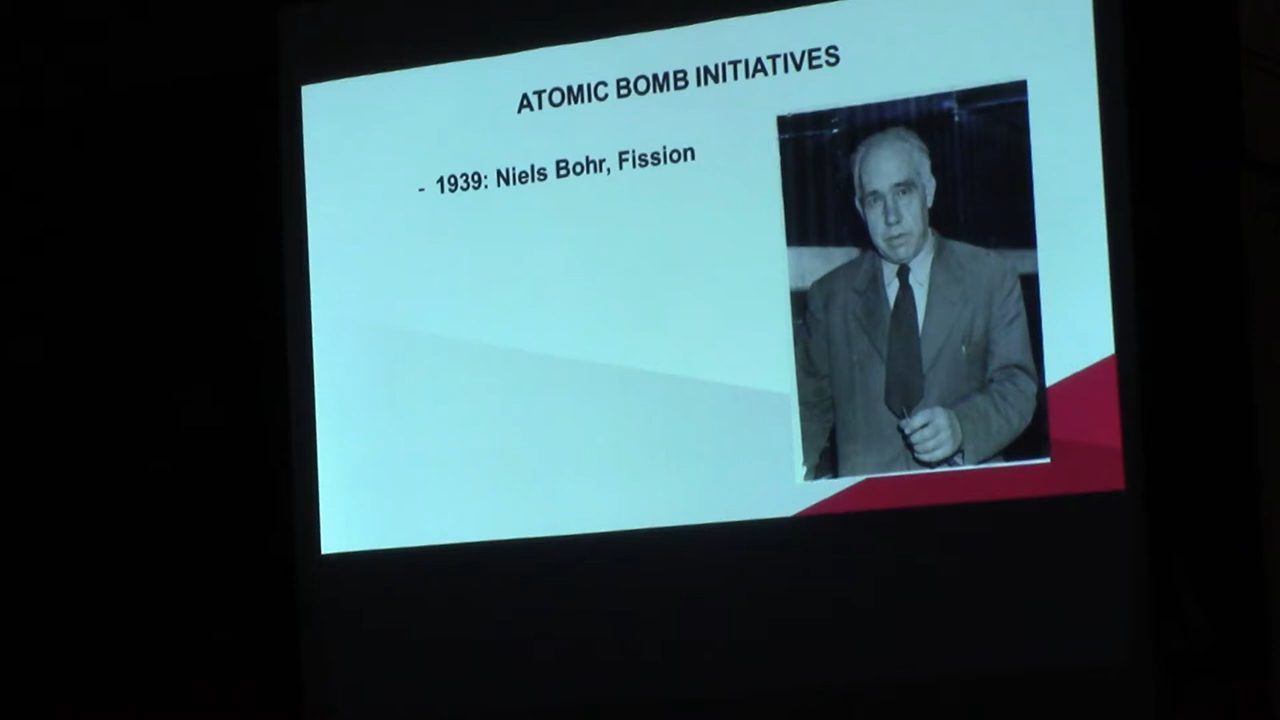 ATOMIC BOMB INITIATIVES
- 1939: Niels Bohr, Fission